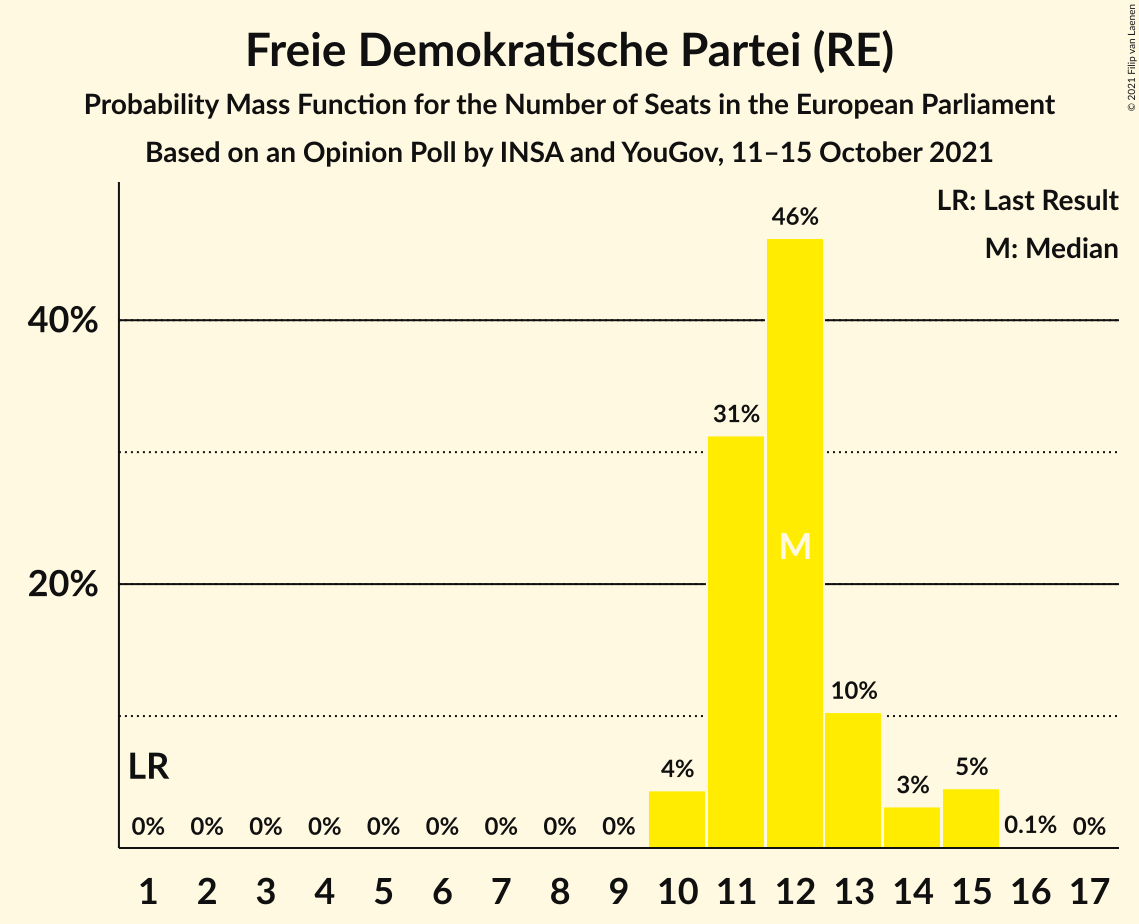 Freie Demokratische Partei (RE)
Probability Mass Function for the Number of Seats in the European Parliament
Based on an Opinion Poll by INSA and YouGov, 11–15 October 2021
© 2021 Filip van Laenen
LR: Last Result
M: Median
46%
40%
31%
M
20%
10%
LR
4%
3%
5%
0% 0% 0% 0% 0% 0% 0% 0% 0% 0.1% 0%
1 2 3 4 5 6 7 8 9 10 11 12 13 14 15 16 17